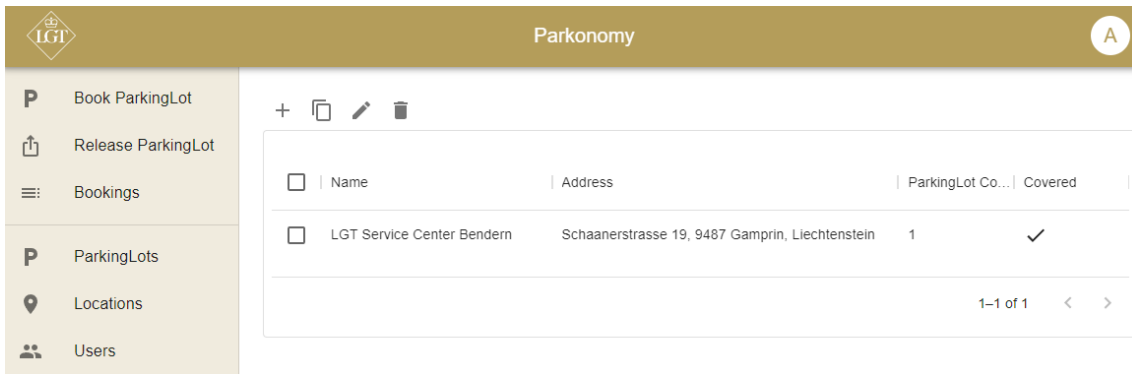 LGT
Parkonomy
A
Book ParkingLot
Release ParkingLot
Bookings
ParkingLots
Locations
Users
Name Address ParkingLot Co... Covered
LGT Service Center Bendern Schaanerstrasse 19, 9487 Gamprin, Liechtenstein 1
1–1 of 1